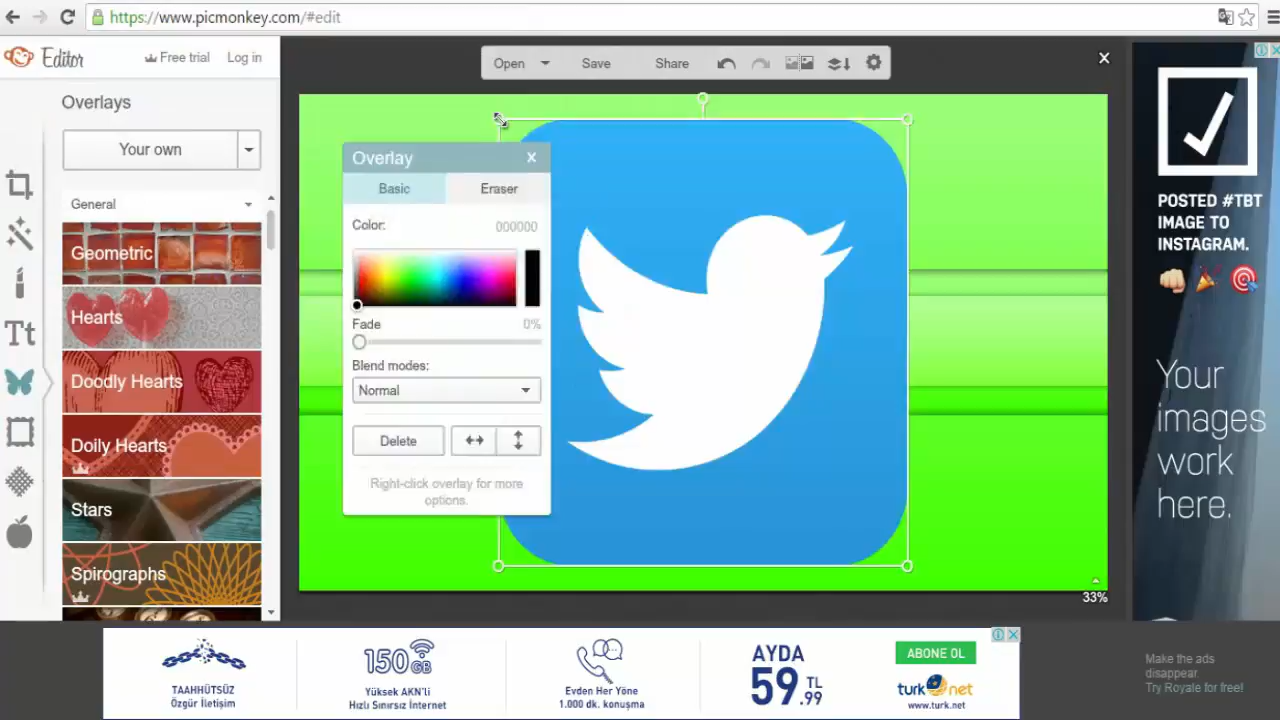 https://www.picmonkey.com/#edit
Editor
Free trial
Log in
Open
Save
Share
Overlays
Your own
General
Geometric
Hearts
Doodly Hearts
Doily Hearts
Stars
Spirographs
Overlay
Basic
Eraser
Color:
000000
Fade
0%
Blend modes:
Normal
Delete
Right-click overlay for more
options.
33%
POSTED #TBT
IMAGE TO
INSTAGRAM.
Your
images
work
here.
TAAHHÜTSÜZ
Özgür İletişim
150 GB
Yüksek AKN'li
Hızlı Sınırsız İnternet
Evden Her Yöne
1.000 dk. konuşma
AYDA
59 TL
.99
ABONE OL
turk net
www.turk.net
Make the ads
disappear.
Try Royale for free!